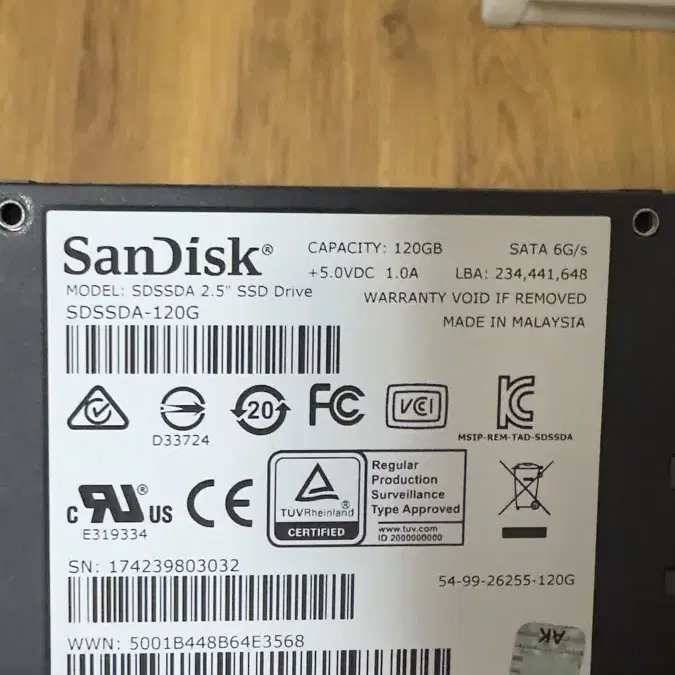 SanDisk®
CAPACITY: 120GB
SATA 6G/s
+5.0VDC 1.0A
LBA: 234,441,648
MODEL: SDSSDA 2.5" SSD Drive
WARRANTY VOID IF REMOVED
SDSSDA-120G
MADE IN MALAYSIA
D33724
20
FC
VCI
KC
MSIP-REM-TAD-SDSSDA
c RU® US
E319334
CE
TÜVRheinland®
CERTIFIED
Regular
Production
Surveillance
Type Approved
www.tuv.com
ID 2000000000
SN: 174239803032
54-99-26255-120G
WWN: 5001B448B64E3568
AK